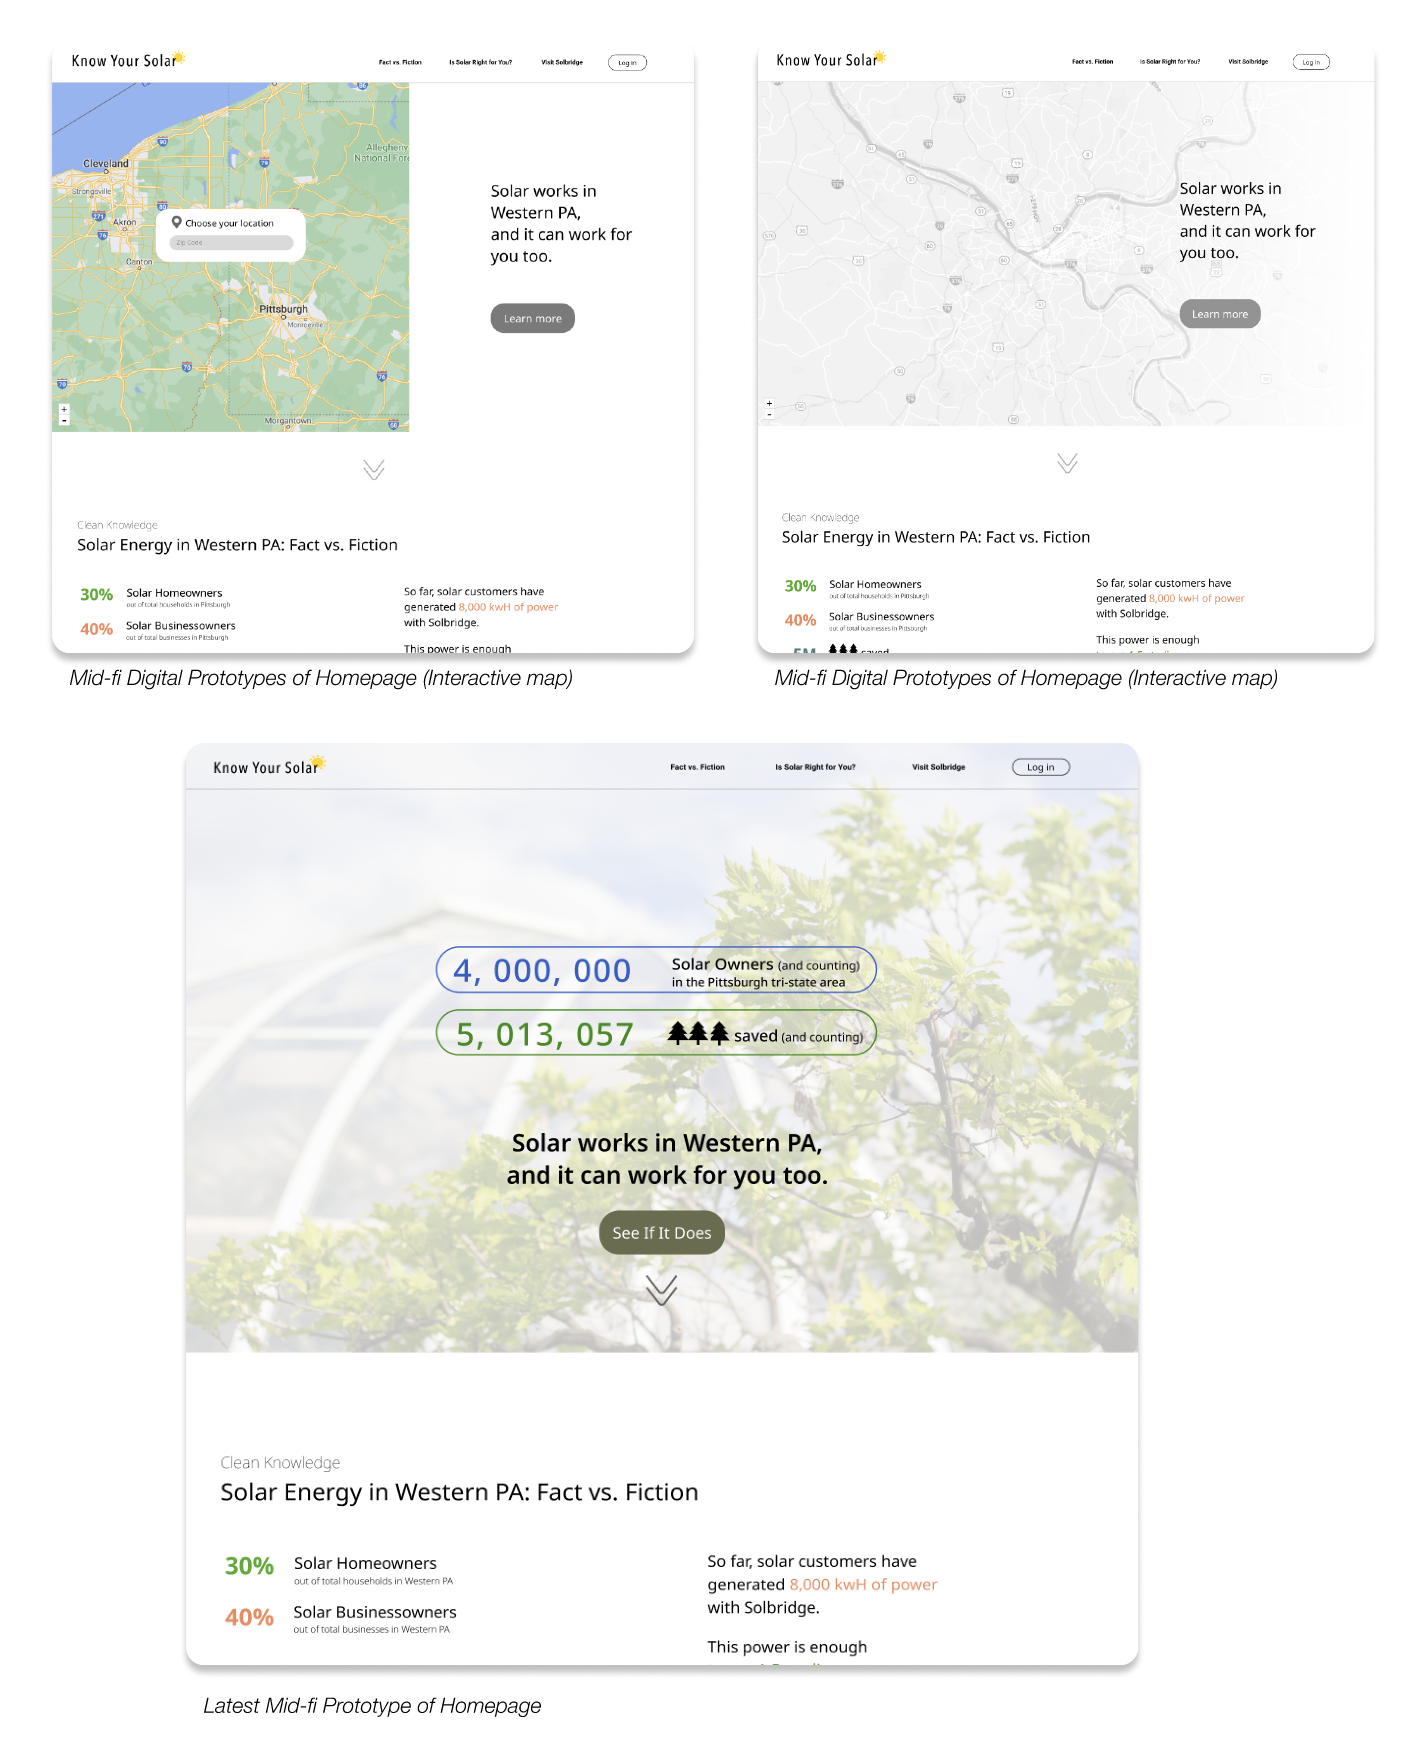 Know Your Solar
Fact vs. Fiction
Is Solar Right for You?
Visit Solbridge
Log in
Cleveland
Strongsville
Akron
Canton
Allegheny
National Fore
Pittsburgh
Monroeville
Morgantown
90
80
79
271
76
76
76
70
68
Choose your location
Zip Code
+
-
Solar works in
Western PA,
and it can work for
you too.
Learn more
Clean Knowledge
Solar Energy in Western PA: Fact vs. Fiction
30%
Solar Homeowners
out of total households in Pittsburgh
40%
Solar Businessowners
out of total businesses in Pittsburgh
So far, solar customers have
generated 8,000 kwH of power
with Solbridge.
This power is enough
Mid-fi Digital Prototypes of Homepage (Interactive map)
Know Your Solar
Fact vs. Fiction
Is Solar Right for You?
Visit Solbridge
Log in
+
-
Solar works in
Western PA,
and it can work for
you too.
Learn more
Clean Knowledge
Solar Energy in Western PA: Fact vs. Fiction
30%
Solar Homeowners
out of total households in Pittsburgh
40%
Solar Businessowners
out of total businesses in Pittsburgh
5M
saved
So far, solar customers have
generated 8,000 kwH of power
with Solbridge.
This power is enough
Mid-fi Digital Prototypes of Homepage (Interactive map)
Know Your Solar
Fact vs. Fiction
Is Solar Right for You?
Visit Solbridge
Log in
4, 000, 000
Solar Owners (and counting)
in the Pittsburgh tri-state area
5, 013, 057
saved (and counting)
Solar works in Western PA,
and it can work for you too.
See If It Does
Clean Knowledge
Solar Energy in Western PA: Fact vs. Fiction
30%
Solar Homeowners
out of total households in Western PA
40%
Solar Businessowners
out of total businesses in Western PA
So far, solar customers have
generated 8,000 kwH of power
with Solbridge.
This power is enough
Latest Mid-fi Prototype of Homepage